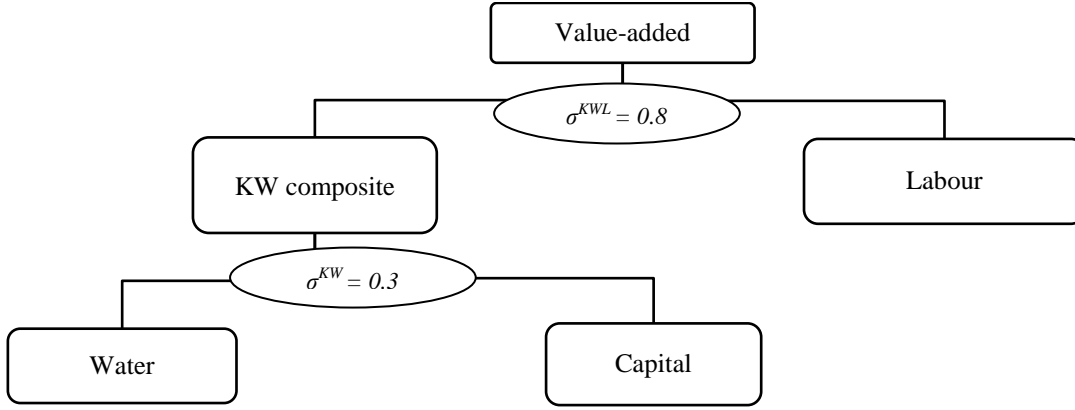 Value-added
σ^KWL = 0.8
KW composite
Labour
σ^KW = 0.3
Water
Capital